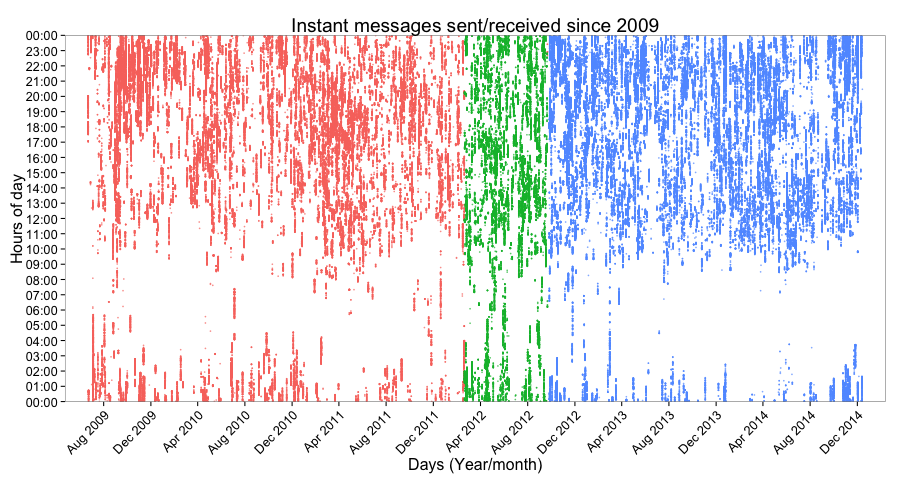 Instant messages sent/received since 2009
Hours of day
00:00
23:00
22:00
21:00
20:00
19:00
18:00
17:00
16:00
15:00
14:00
13:00
12:00
11:00
10:00
09:00
08:00
07:00
06:00
05:00
04:00
03:00
02:00
01:00
00:00
Aug 2009
Dec 2009
Apr 2010
Aug 2010
Dec 2010
Apr 2011
Aug 2011
Dec 2011
Apr 2012
Aug 2012
Dec 2012
Apr 2013
Aug 2013
Dec 2013
Apr 2014
Aug 2014
Dec 2014
Days (Year/month)